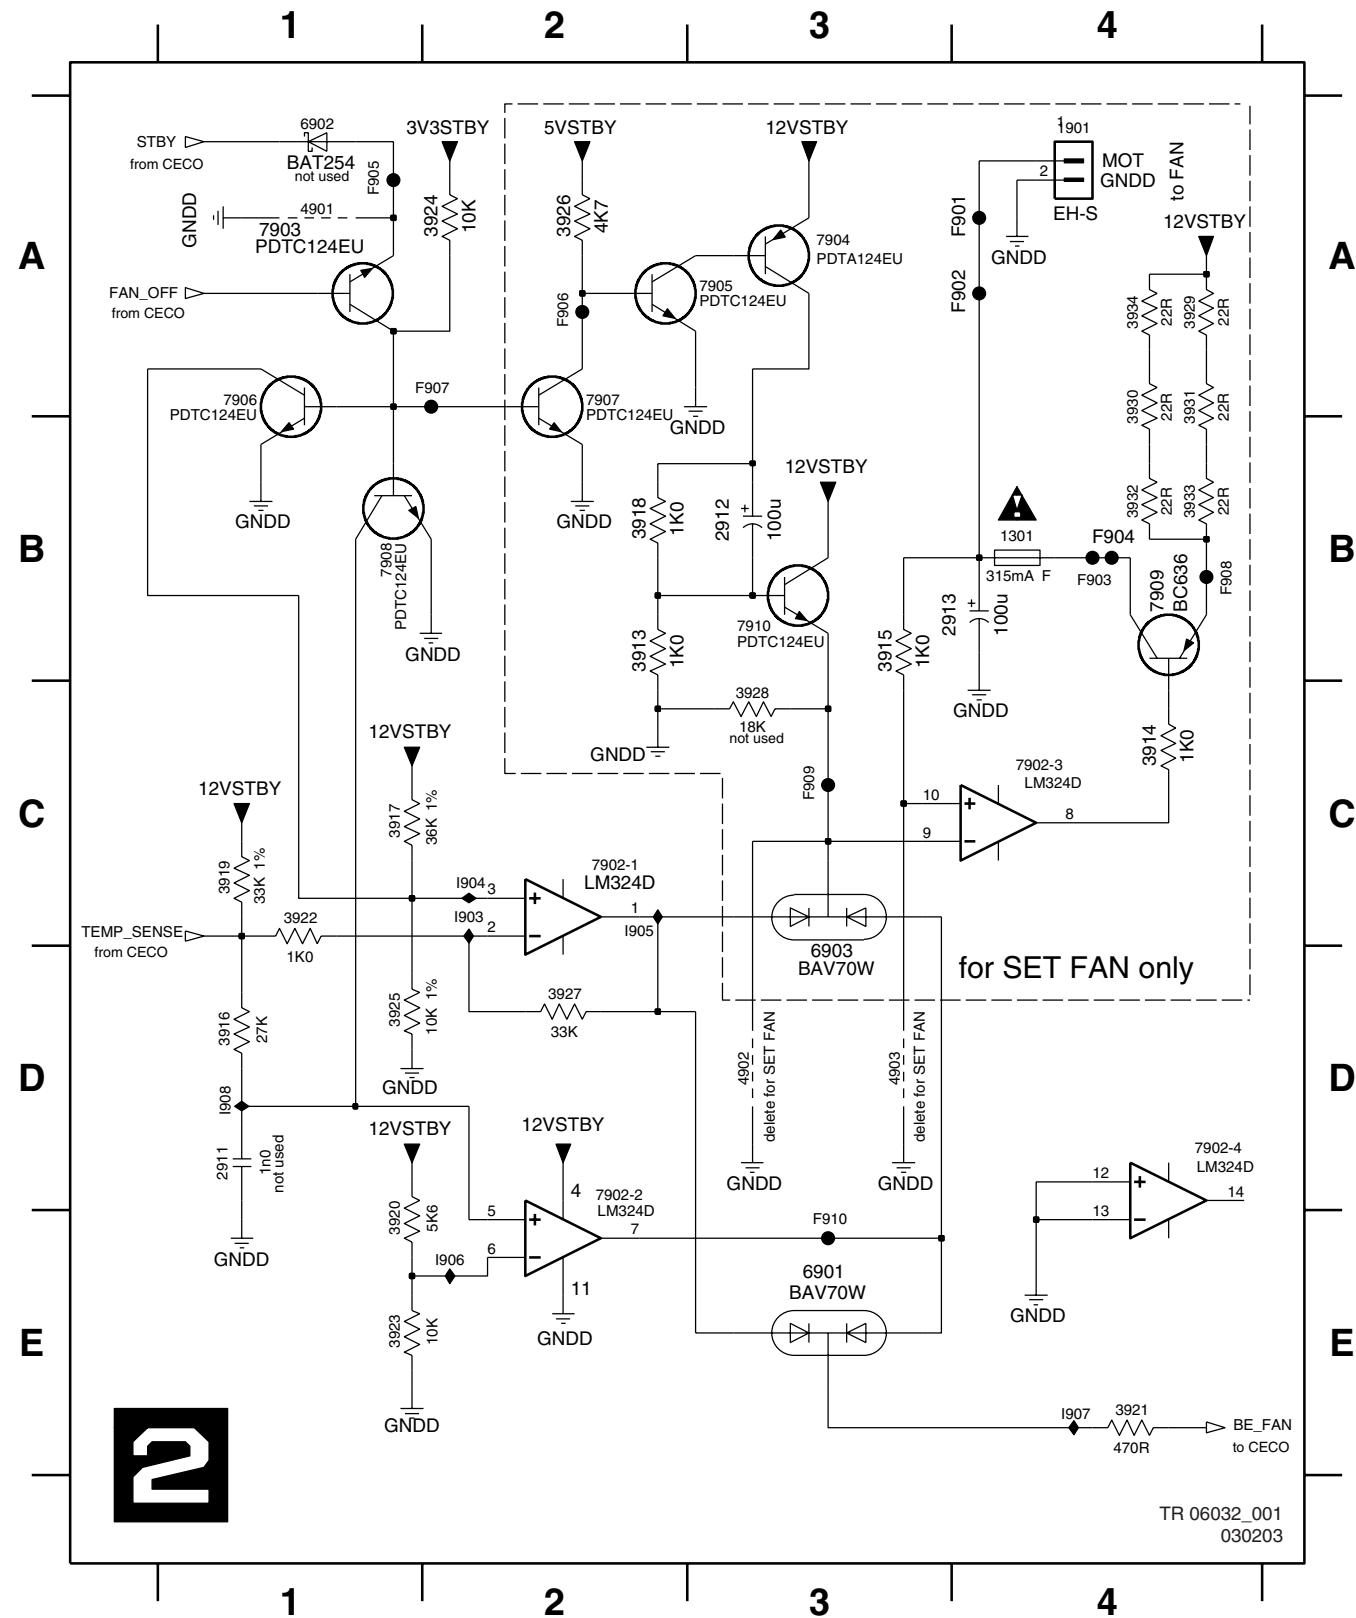 1
2
3
4
6902
3V3STBY
5VSTBY
12VSTBY
1
1901
STBY
from CECO
BAT254
not used
F905
MOT
2
GNDD
to FAN
EH-S
GNDD
4901
7903
PDTC124EU
3924
10K
3926
4K7
7904
PDTA124EU
F901
GNDD
12VSTBY
A
A
FAN_OFF
from CECO
F906
7905
PDTC124EU
F902
3934
22R
3929
22R
7906
PDTC124EU
F907
7907
PDTC124EU
GNDD
3930
22R
3931
22R
12VSTBY
GNDD
GNDD
3918
1K0
2912
+
100u
3932
22R
3933
22R
B
B
7908
PDTC124EU
1301
315mA F
F904
F903
7909
BC636
F908
GNDD
3913
1K0
7910
PDTC124EU
3915
1K0
2913
+
100u
GNDD
3928
18K
not used
GNDD
12VSTBY
3914
1K0
12VSTBY
3917
36K 1%
F909
7902-3
LM324D
C
C
10
+
9
−
8
3919
33K 1%
7902-1
LM324D
I904
3
+
I903
2
−
1
I905
TEMP_SENSE
from CECO
3922
1K0
6903
BAV70W
for SET FAN only
3916
27K
3925
10K 1%
3927
33K
4902
delete for SET FAN
4903
delete for SET FAN
D
D
GNDD
I908
12VSTBY
12VSTBY
2911
1n0
not used
GNDD
GNDD
7902-4
LM324D
12
+
13
−
14
4
7902-2
LM324D
3920
5K6
5
+
6
−
7
F910
GNDD
I906
11
6901
BAV70W
GNDD
GNDD
3923
10K
E
E
GNDD
I907
3921
470R
BE_FAN
to CECO
2
TR 06032_001
030203
1
2
3
4